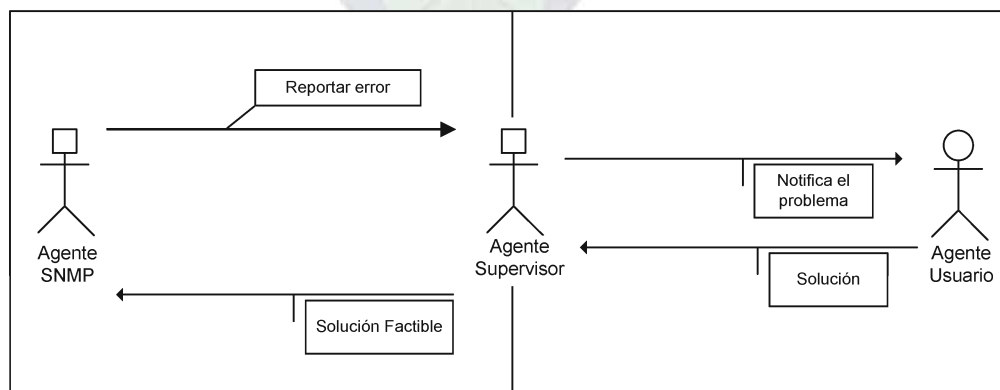 Reportar error
Notifica el
problema
Agente
SNMP
Agente
Supervisor
Agente
Usuario
Solución
Solución Factible